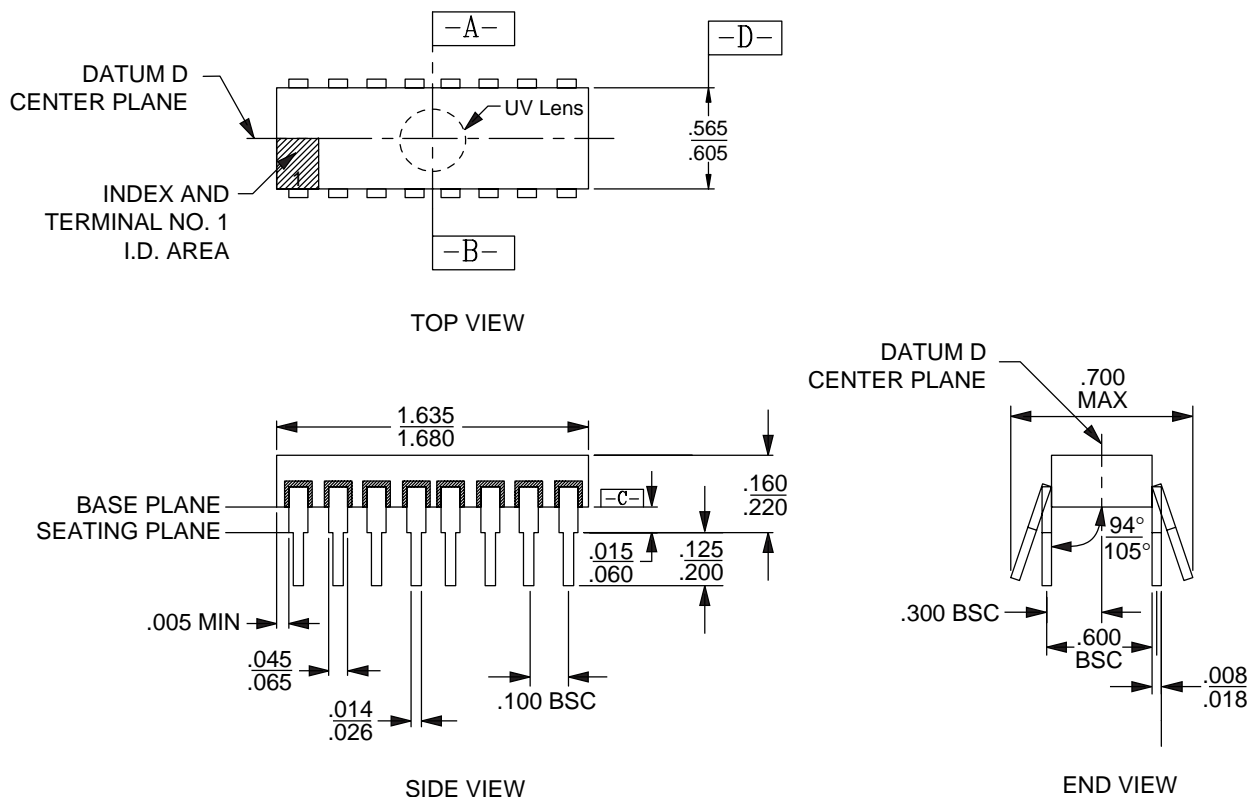 -A-
-D-
DATUM D
CENTER PLANE
UV Lens
.565
.605
1
INDEX AND
TERMINAL NO. 1
I.D. AREA
-B-
TOP VIEW
DATUM D
CENTER PLANE
.700
MAX
1.635
1.680
BASE PLANE
SEATING PLANE
-C-
.160
.220
.015
.060
.125
.200
94°
105°
.005 MIN
.300 BSC
.600
BSC
.045
.065
.100 BSC
.014
.026
.008
.018
SIDE VIEW
END VIEW